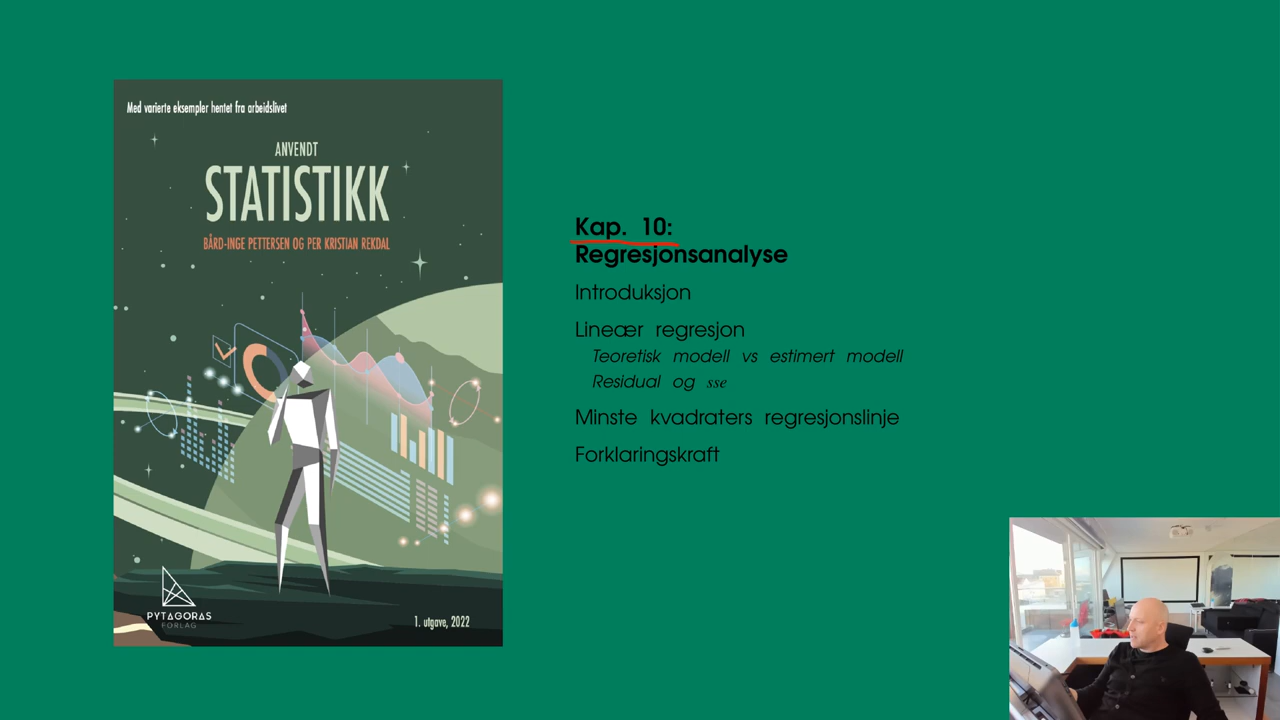 Med varierte eksempler hentet fra arbeidslivet
ANVENDT
STATISTIKK
BÅRD-INGE PETTERSEN OG PER KRISTIAN REKDAL
PYTAGORAS
FORLAG
1. utgave, 2022
Kap. 10:
Regresjonsanalyse
Introduksjon
Lineær regresjon
Teoretisk modell vs estimert modell
Residual og sse
Minste kvadraters regresjonslinje
Forklaringskraft